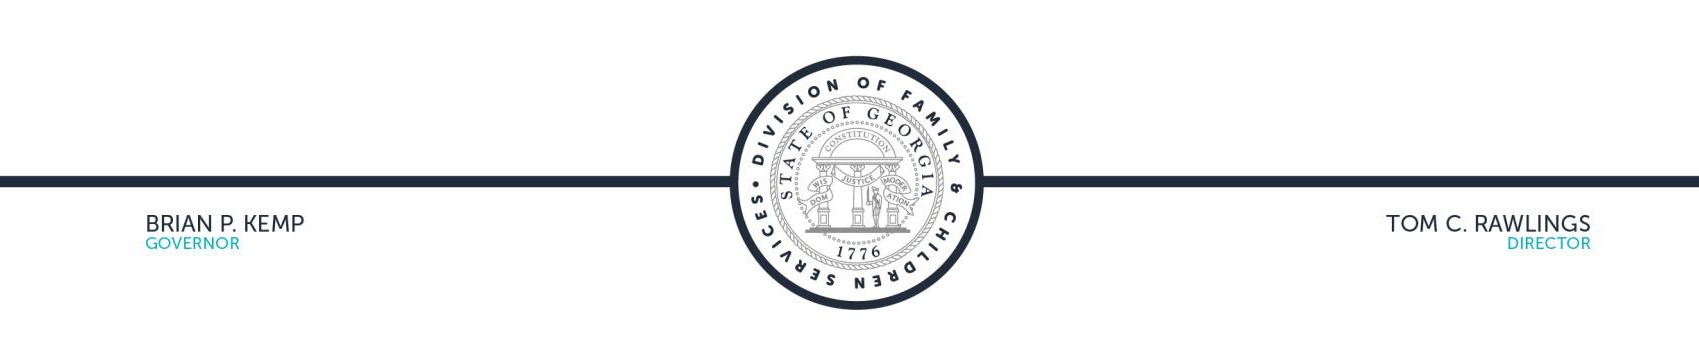 DIVISION OF FAMILY & CHILDREN SERVICES •
STATE OF GEORGIA
CONSTITUTION
WIS
DOM
JUSTICE
MODER
ATION
1776
BRIAN P. KEMP
GOVERNOR
TOM C. RAWLINGS
DIRECTOR